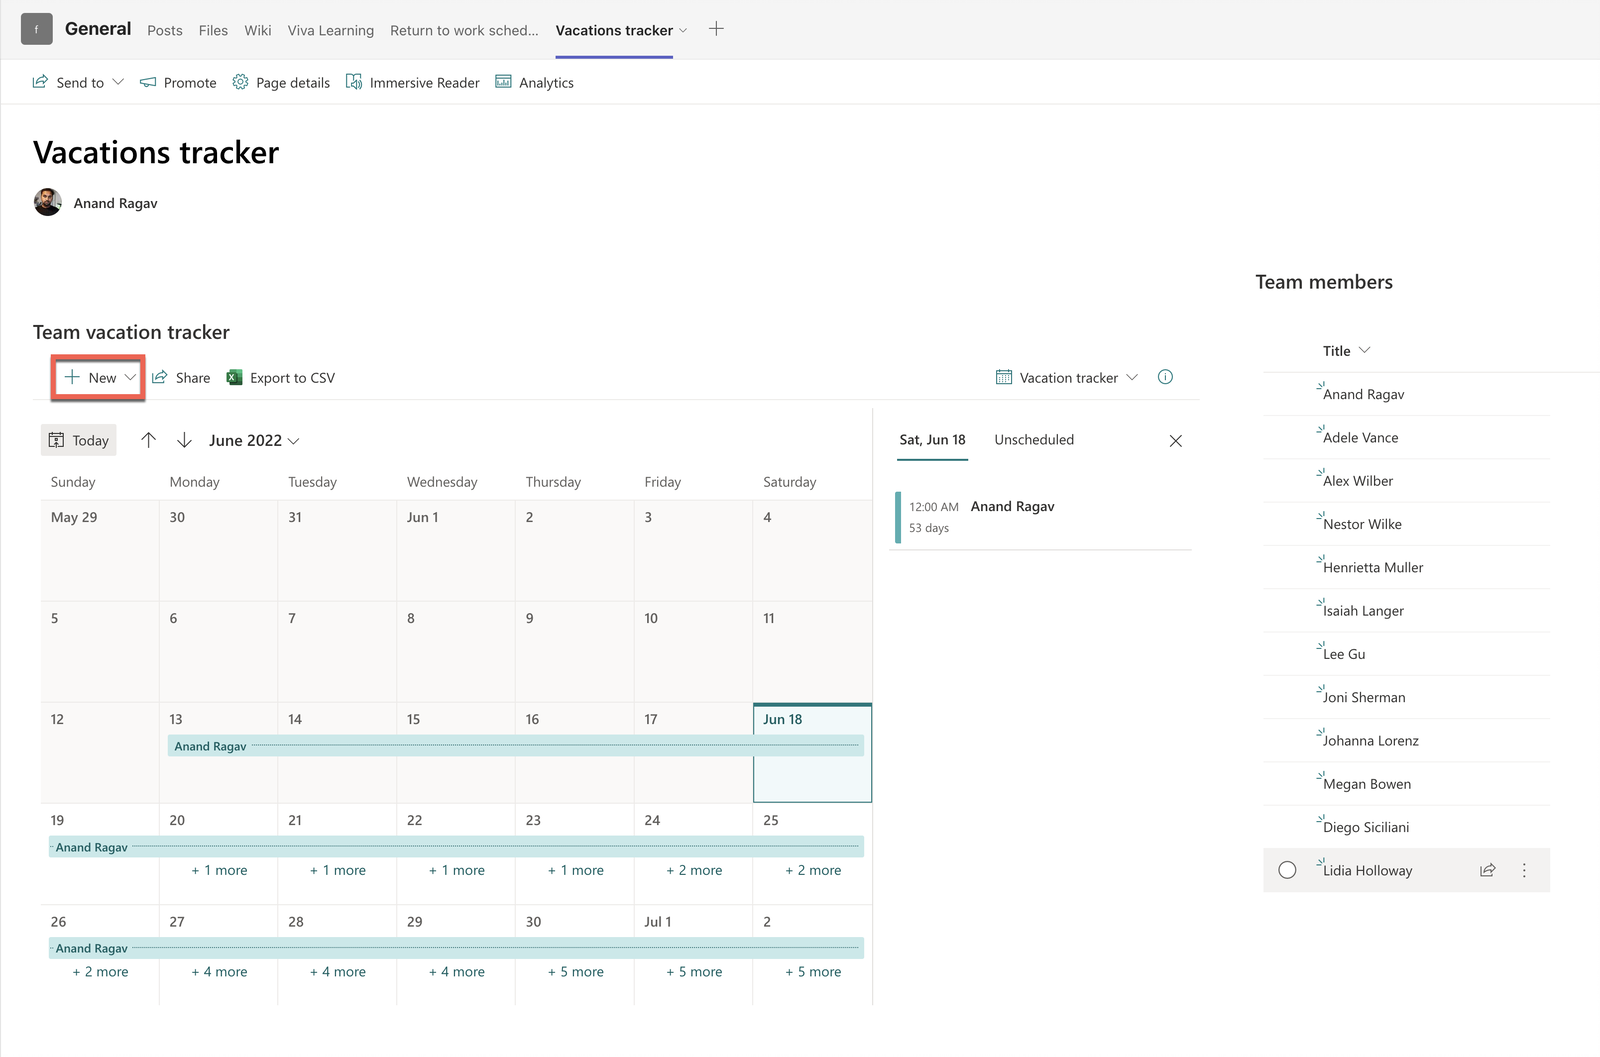 f
General
Posts
Files
Wiki
Viva Learning
Return to work sched...
Vacations tracker
Send to
Promote
Page details
Immersive Reader
Analytics
Vacations tracker
Anand Ragav
Team vacation tracker
New
Share
Export to CSV
Vacation tracker
Today
June 2022
Sunday Monday Tuesday Wednesday Thursday Friday Saturday
May 29 30 31 Jun 1 2 3 4
5 6 7 8 9 10 11
12 13 14 15 16 17 Jun 18
Anand Ragav
19 20 21 22 23 24 25
Anand Ragav
+ 1 more + 1 more + 1 more + 1 more + 2 more + 2 more
26 27 28 29 30 Jul 1 2
Anand Ragav
+ 2 more + 4 more + 4 more + 4 more + 5 more + 5 more + 5 more
Sat, Jun 18
Unscheduled
12:00 AM Anand Ragav
53 days
Team members
Title
Anand Ragav
Adele Vance
Alex Wilber
Nestor Wilke
Henrietta Muller
Isaiah Langer
Lee Gu
Joni Sherman
Johanna Lorenz
Megan Bowen
Diego Siciliani
Lidia Holloway